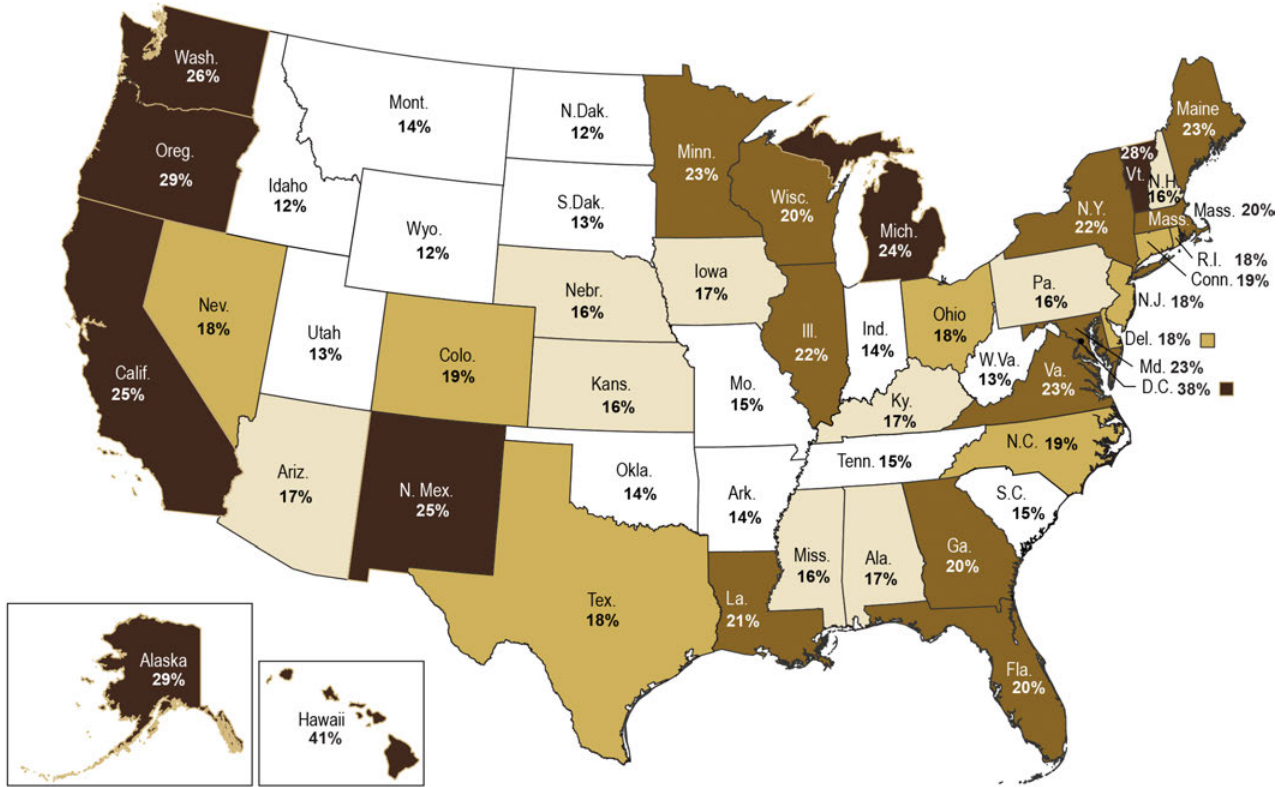 Wash.
26%
Oreg.
29%
Calif.
25%
Nev.
18%
Idaho
12%
Mont.
14%
Wyo.
12%
Utah
13%
Colo.
19%
Ariz.
17%
N. Mex.
25%
N.Dak.
12%
S.Dak.
13%
Nebr.
16%
Kans.
16%
Okla.
14%
Tex.
18%
Minn.
23%
Iowa
17%
Mo.
15%
Ark.
14%
La.
21%
Wisc.
20%
Ill.
22%
Mich.
24%
Ind.
14%
Ohio
18%
Ky.
17%
Tenn. 15%
Miss.
16%
Ala.
17%
Ga.
20%
Fla.
20%
S.C.
15%
N.C. 19%
Va.
23%
W.Va.
13%
Pa.
16%
N.Y.
22%
28%
Vt.
N.H.
16%
Maine
23%
Mass.
Mass. 20%
R.I. 18%
Conn. 19%
N.J. 18%
Del. 18%
Md. 23%
D.C. 38%
Alaska
29%
Hawaii
41%